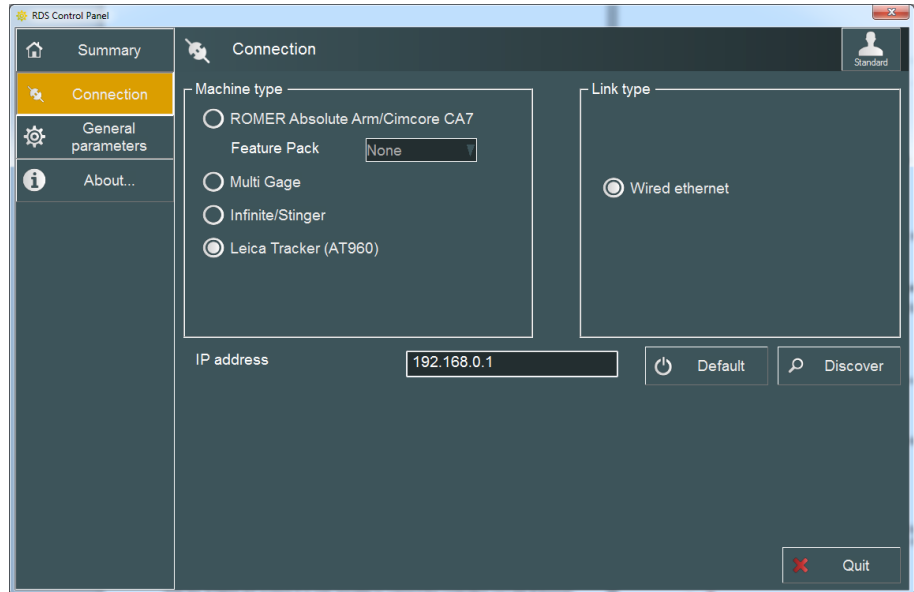 RDS Control Panel
Summary
Connection
Standard
Connection
General
parameters
About...
Machine type
ROMER Absolute Arm/Cimcore CA7
Feature Pack
None
Multi Gage
Infinite/Stinger
Leica Tracker (AT960)
Link type
Wired ethernet
IP address
192.168.0.1
Default
Discover
Quit